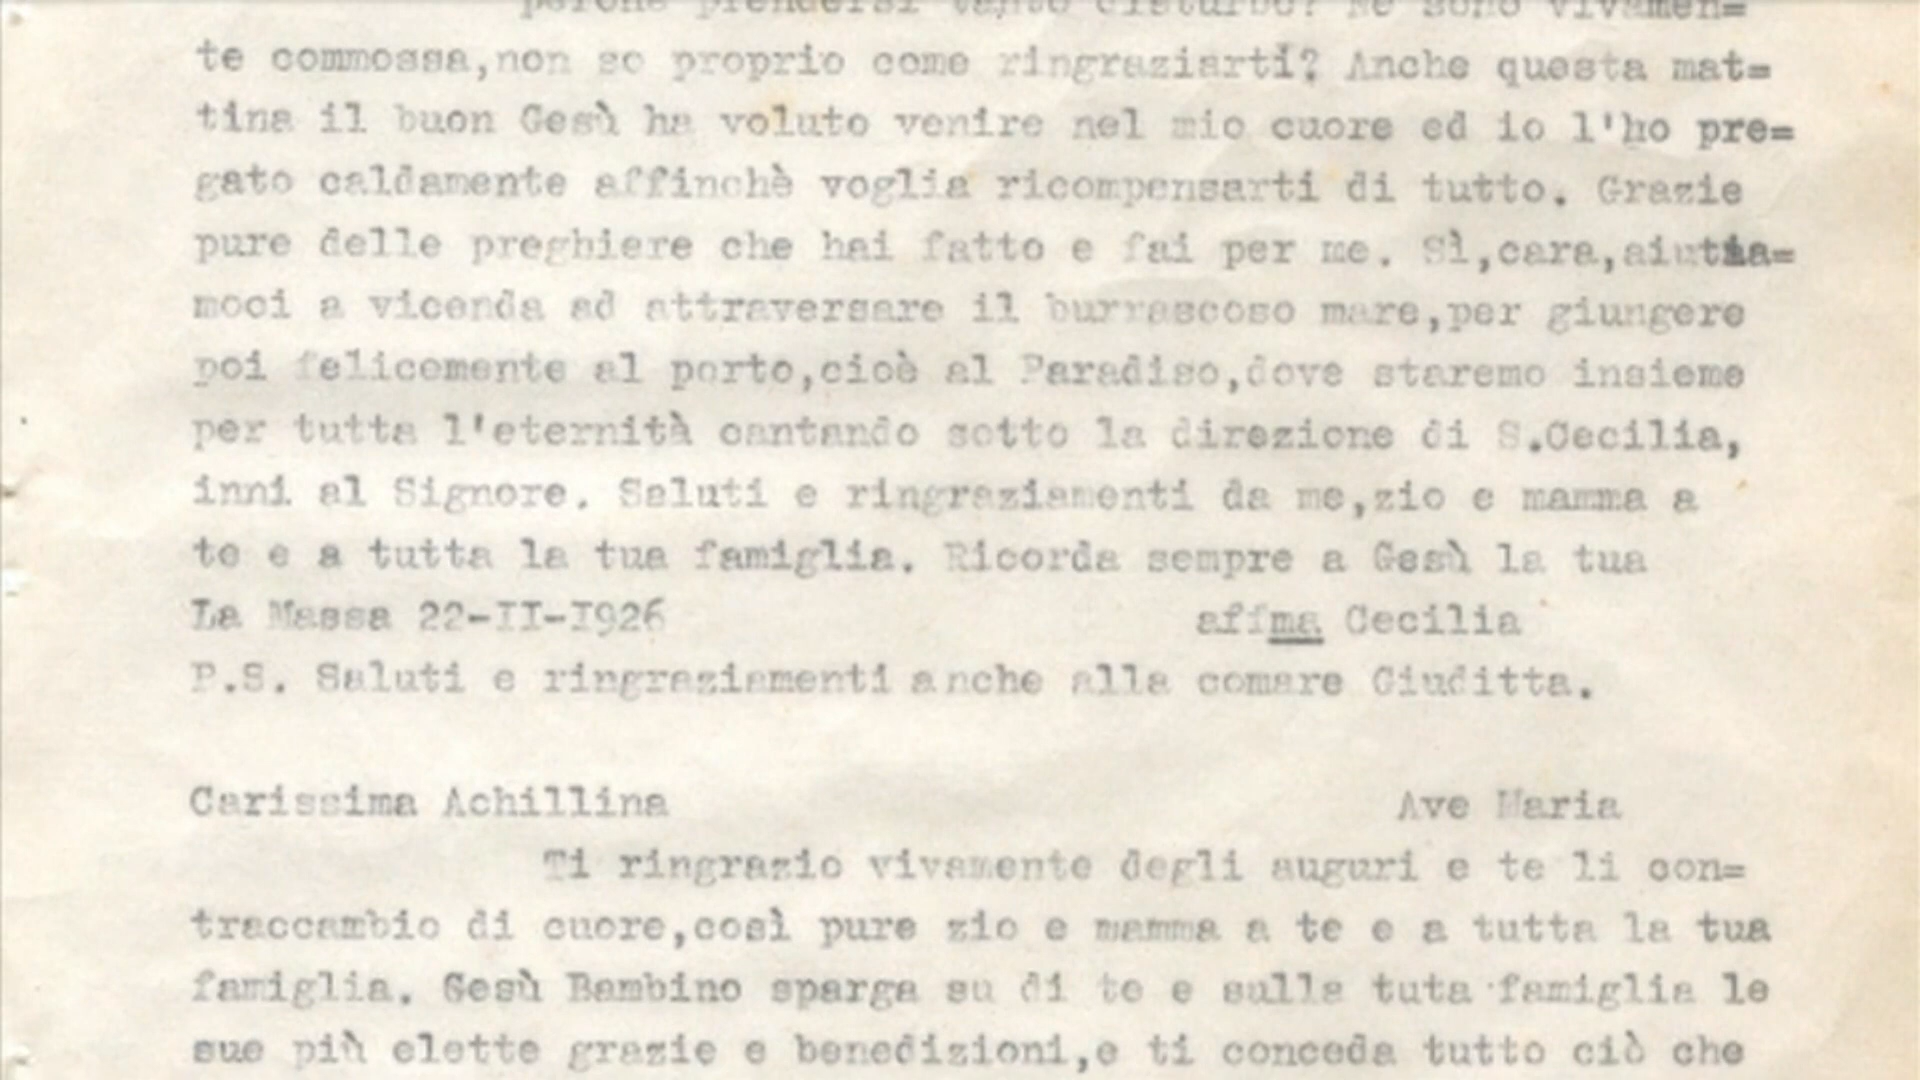 perchè prendersi tanto disturbo? Ne sono vivamen=
te commossa,non so proprio come ringraziarti? Anche questa mat=
tina il buon Gesù ha voluto venire nel mio cuore ed io l'ho pre=
gato caldamente affinchè voglia ricompensarti di tutto. Grazie
pure delle preghiere che hai fatto e fai per me. Sì,cara,aiutia=
moci a vicenda ad attraversare il burrascoso mare,per giungere
poi felicemente al porto,cioè al Paradiso,dove staremo insieme
per tutta l'eternità cantando sotto la direzione di S.Cecilia,
inni al Signore. Saluti e ringraziamenti da me,zio e mamma a
te e a tutta la tua famiglia. Ricorda sempre a Gesù la tua
La Massa 22-II-I926 affma Cecilia
P.S. Saluti e ringraziamenti anche alla comare Giuditta.
Carissima Achillina Ave Maria
Ti ringrazio vivamente degli auguri e te li con=
traccambio di cuore,così pure zio e mamma a te e a tutta la tua
famiglia. Gesù Bambino sparga su di te e sulla tuta famiglia le
sue più elette grazie e benedizioni,e ti conceda tutto ciò che